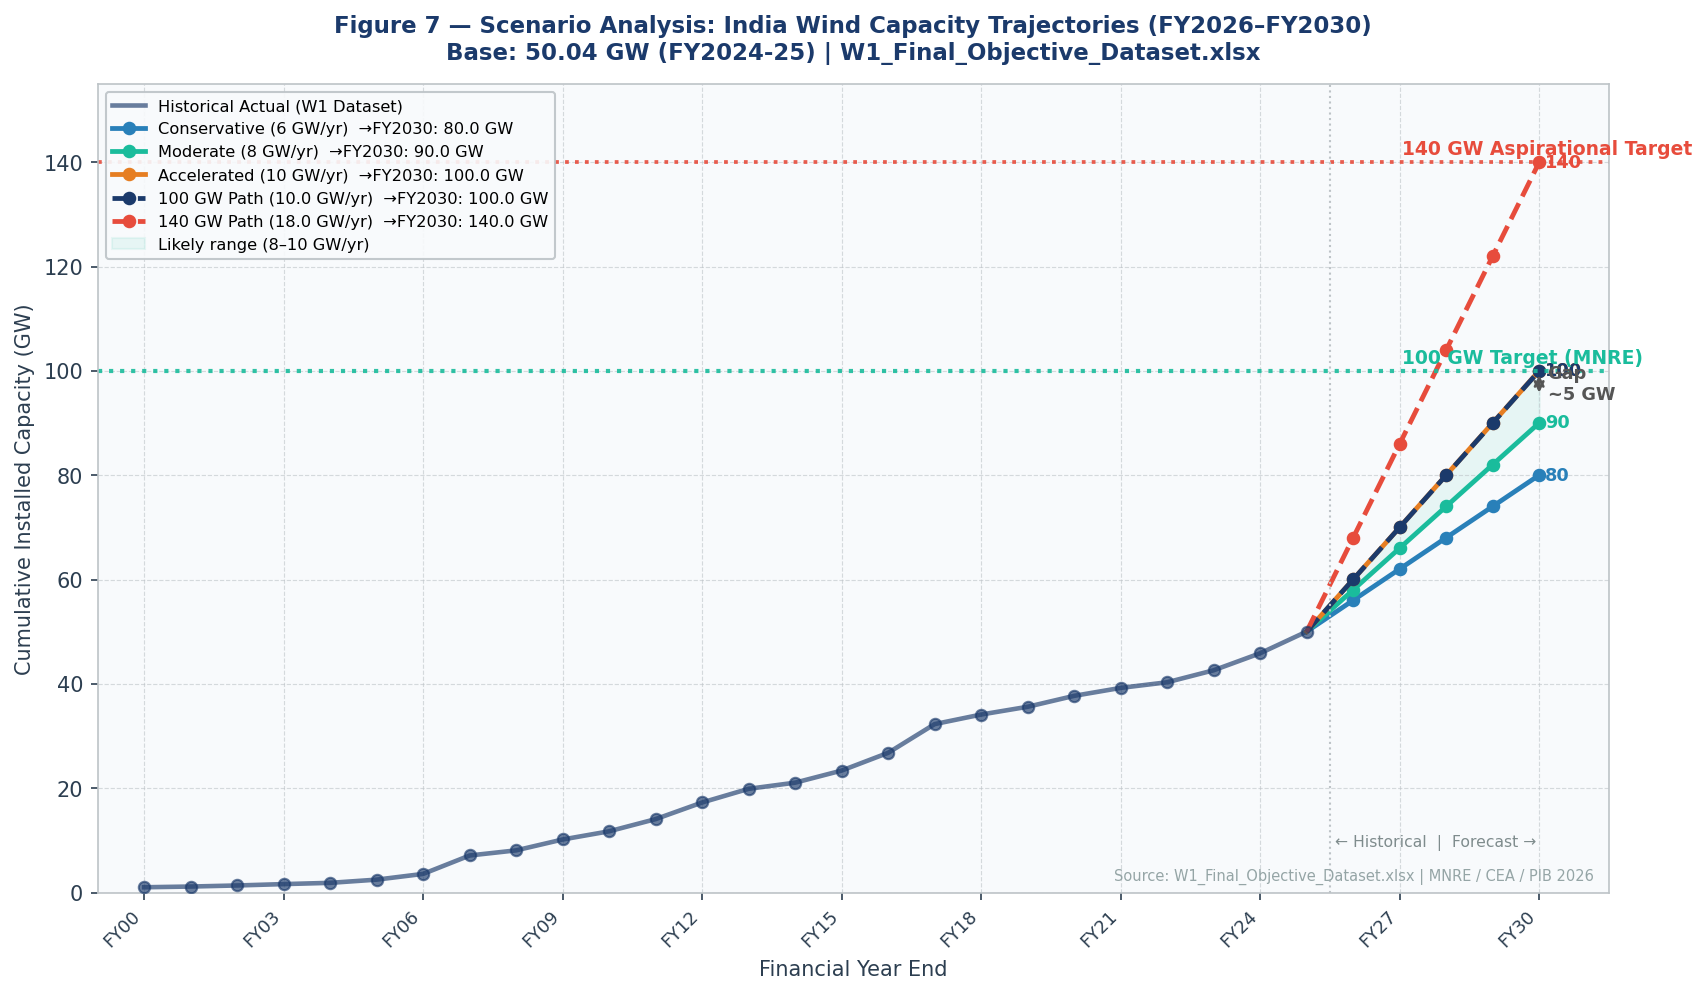 Figure 7 — Scenario Analysis: India Wind Capacity Trajectories (FY2026–FY2030)
Base: 50.04 GW (FY2024-25) | W1_Final_Objective_Dataset.xlsx
Historical Actual (W1 Dataset)
Conservative (6 GW/yr) →FY2030: 80.0 GW
Moderate (8 GW/yr) →FY2030: 90.0 GW
Accelerated (10 GW/yr) →FY2030: 100.0 GW
100 GW Path (10.0 GW/yr) →FY2030: 100.0 GW
140 GW Path (18.0 GW/yr) →FY2030: 140.0 GW
Likely range (8–10 GW/yr)
140 GW Aspirational Target
140
100 GW Target (MNRE)
100
Gap
~5 GW
90
80
Cumulative Installed Capacity (GW)
140
120
100
80
60
40
20
0
← Historical | Forecast →
Source: W1_Final_Objective_Dataset.xlsx | MNRE / CEA / PIB 2026
FY00
FY03
FY06
FY09
FY12
FY15
FY18
FY21
FY24
FY27
FY30
Financial Year End